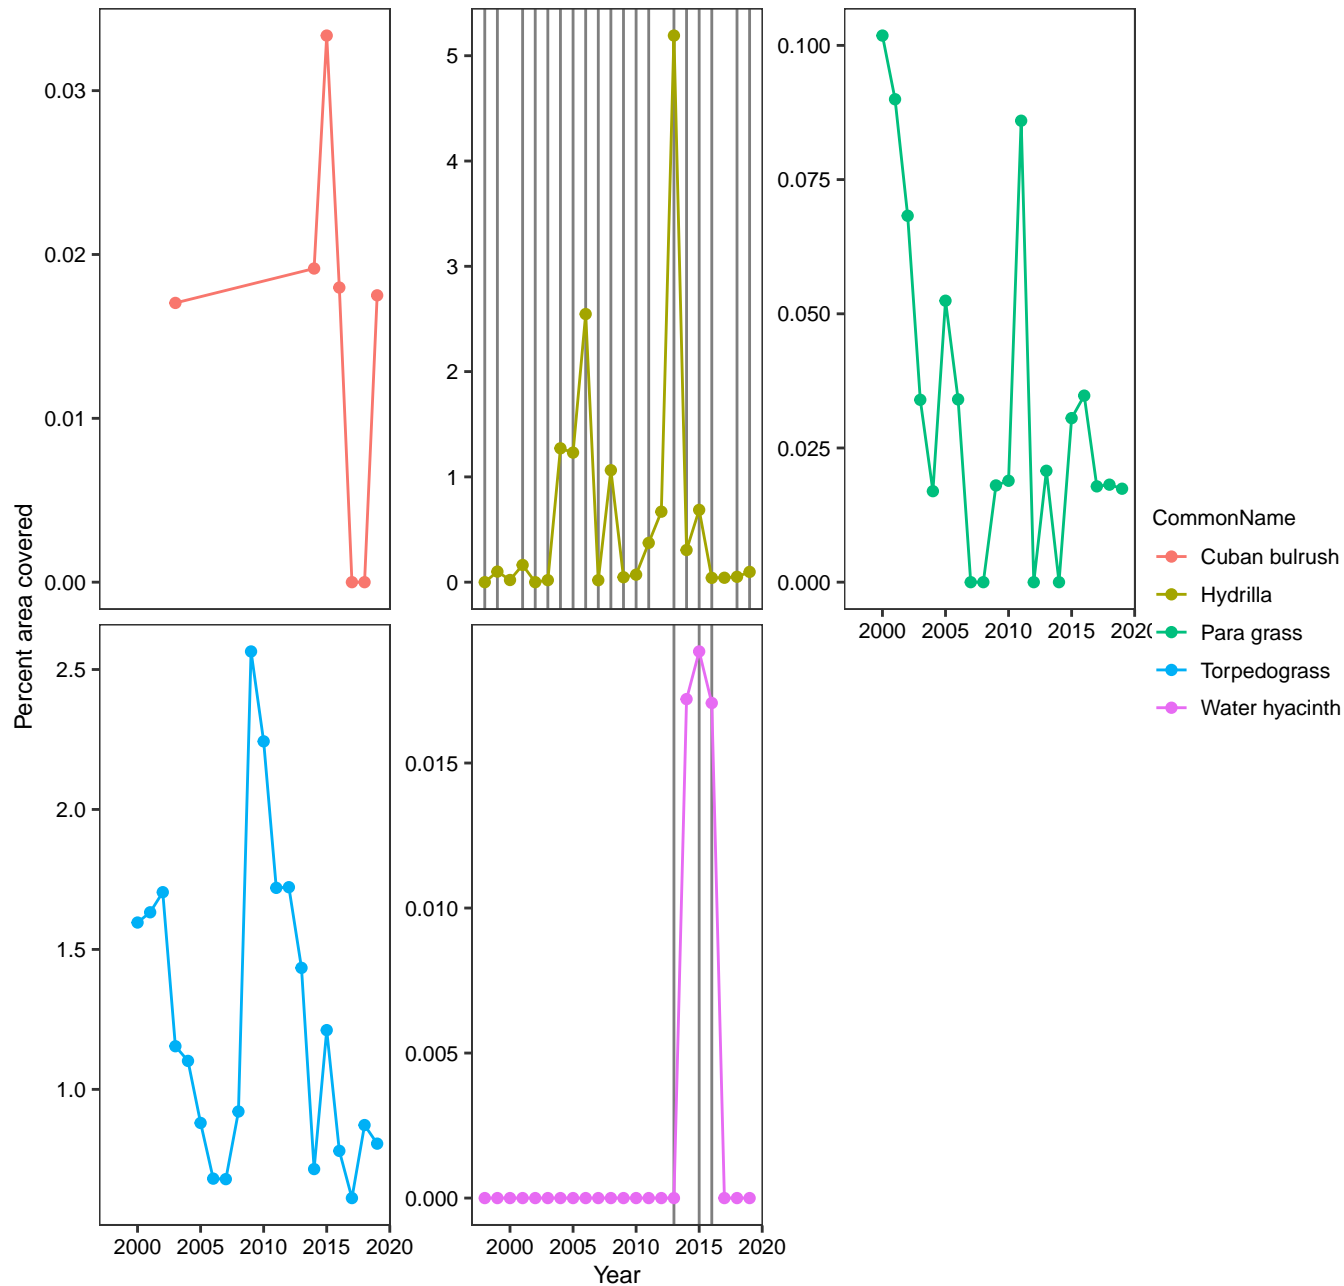 Percent area covered
0.03
0.02
0.01
0.00
5
4
3
2
1
0
0.100
0.075
0.050
0.025
0.000
2000 2005 2010 2015 2020
2.5
2.0
1.5
1.0
2000 2005 2010 2015 2020
0.015
0.010
0.005
0.000
2000 2005 2010 2015 2020
Year
CommonName
Cuban bulrush
Hydrilla
Para grass
Torpedograss
Water hyacinth